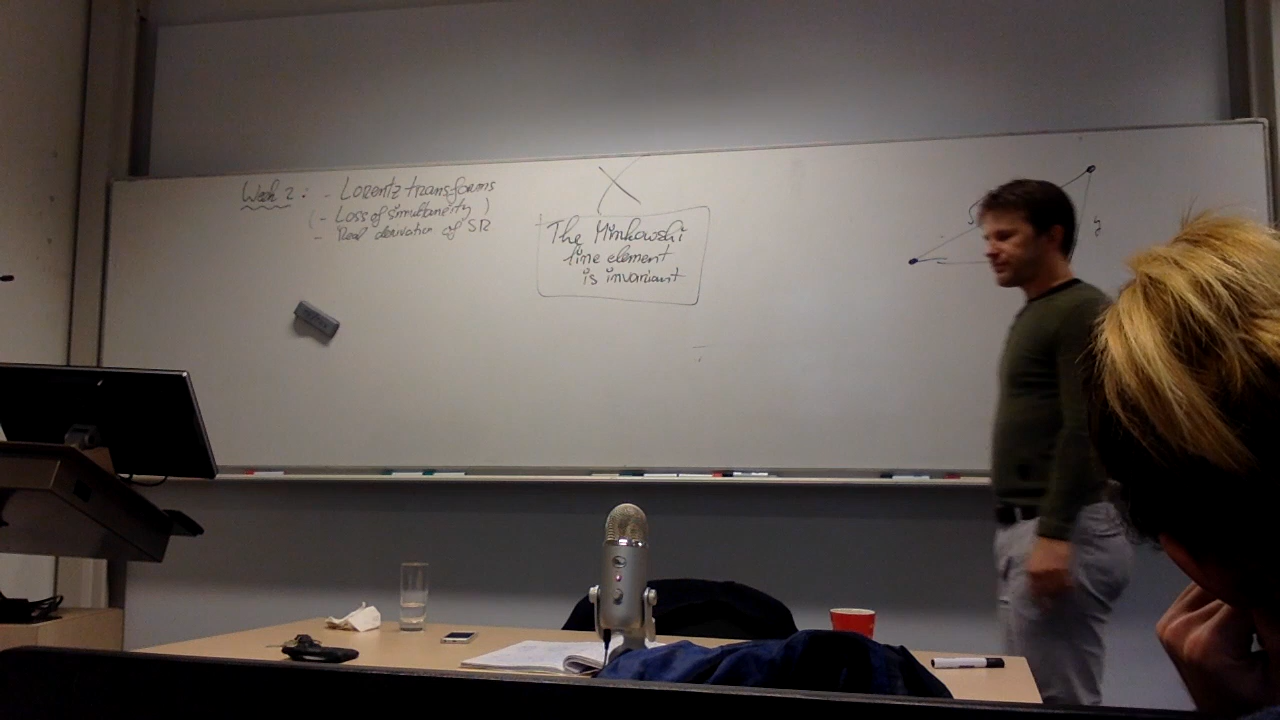 Week 2 : - Lorentz transforms
( - Loss of simultaneity )
- Real derivation of SR
The Minkowski
line element
is invariant